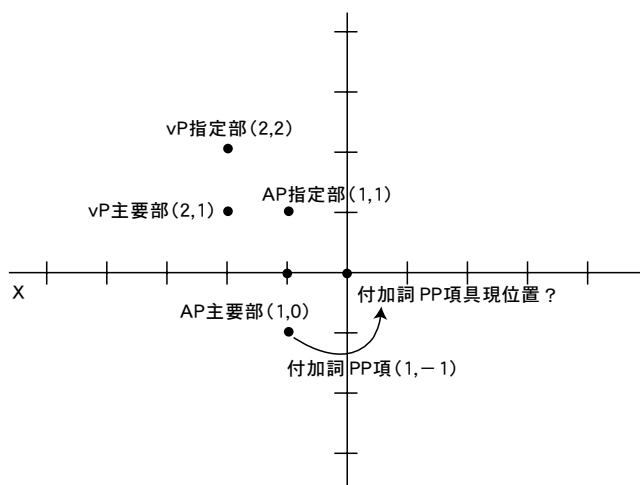 vP指定部(2,2)
AP指定部(1,1)
vP主要部(2,1)
X
付加詞PP項具現位置？
AP主要部(1,0)
付加詞PP項(1,－1)